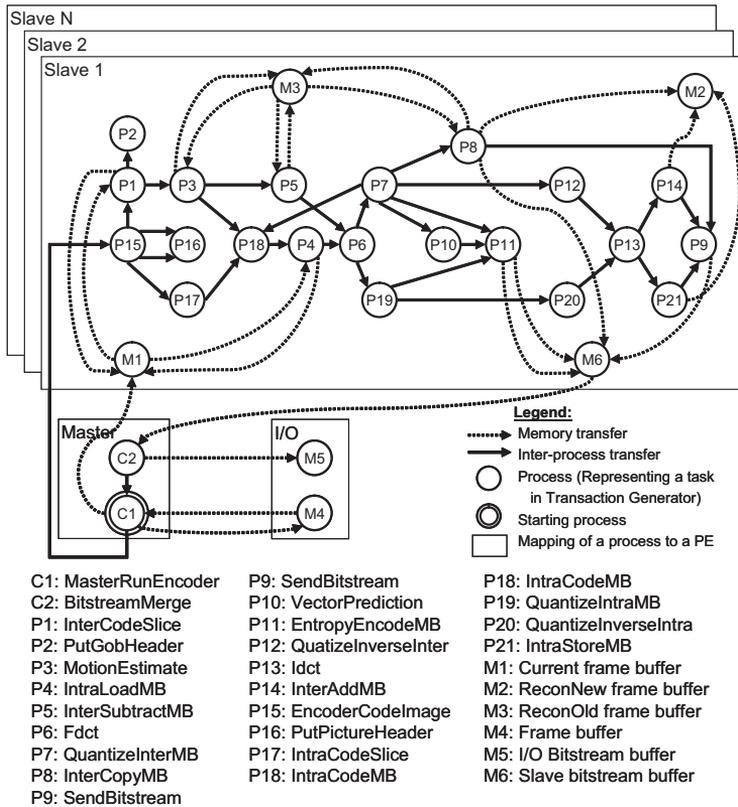 Slave N
Slave 2
Slave 1
M3
M2
P2
P8
P1
P3
P5
P7
P12
P14
P15
P16
P18
P4
P6
P10
P11
P13
P9
P17
P19
P20
P21
M1
M6
Master
I/O
C2
M5
C1
M4
Legend:
Memory transfer
Inter-process transfer
Process (Representing a task
in Transaction Generator)
Starting process
Mapping of a process to a PE
C1: MasterRunEncoder
C2: BitstreamMerge
P1: InterCodeSlice
P2: PutGobHeader
P3: MotionEstimate
P4: IntraLoadMB
P5: InterSubtractMB
P6: Fdct
P7: QuantizeInterMB
P8: InterCopyMB
P9: SendBitstream
P9: SendBitstream
P10: VectorPrediction
P11: EntropyEncodeMB
P12: QuatizeInverseInter
P13: Idct
P14: InterAddMB
P15: EncoderCodeImage
P16: PutPictureHeader
P17: IntraCodeSlice
P18: IntraCodeMB
P18: IntraCodeMB
P19: QuantizeIntraMB
P20: QuantizeInverseIntra
P21: IntraStoreMB
M1: Current frame buffer
M2: ReconNew frame buffer
M3: ReconOld frame buffer
M4: Frame buffer
M5: I/O Bitstream buffer
M6: Slave bitstream buffer